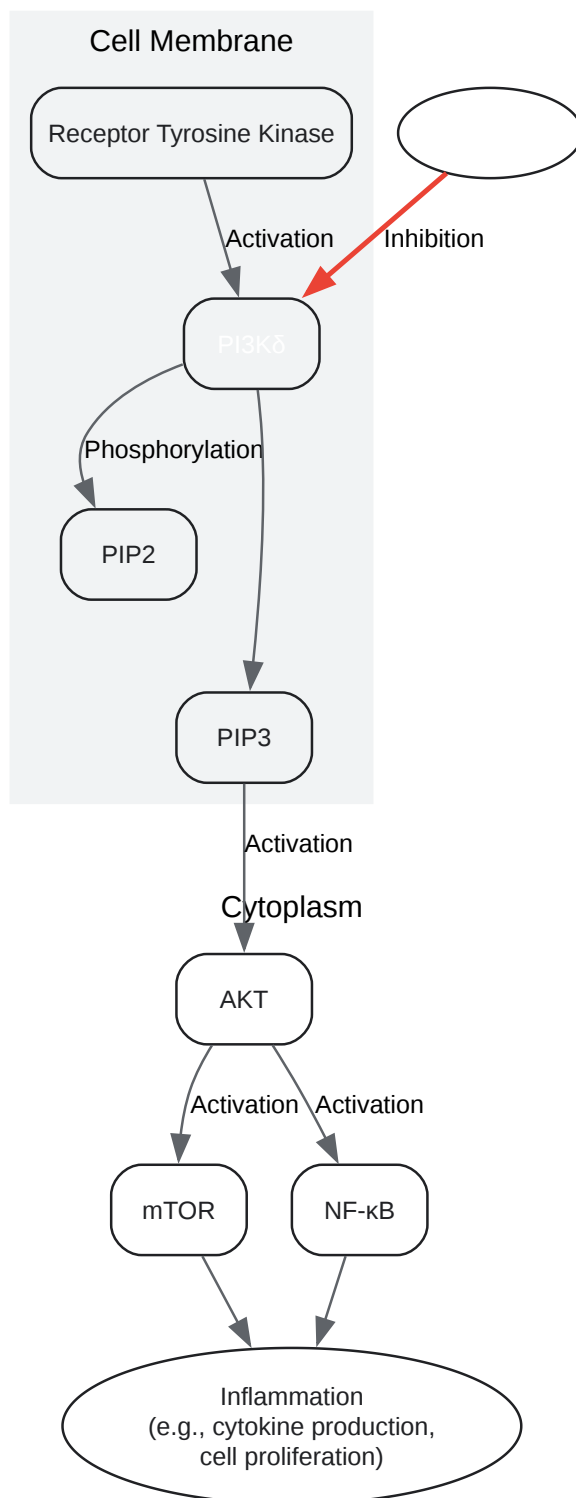 Cell Membrane
Receptor Tyrosine Kinase
Activation
Inhibition
PI3Kδ
Phosphorylation
PIP2
PIP3
Activation
Cytoplasm
AKT
Activation
Activation
mTOR
NF-κB
Inflammation
(e.g., cytokine production,
cell proliferation)